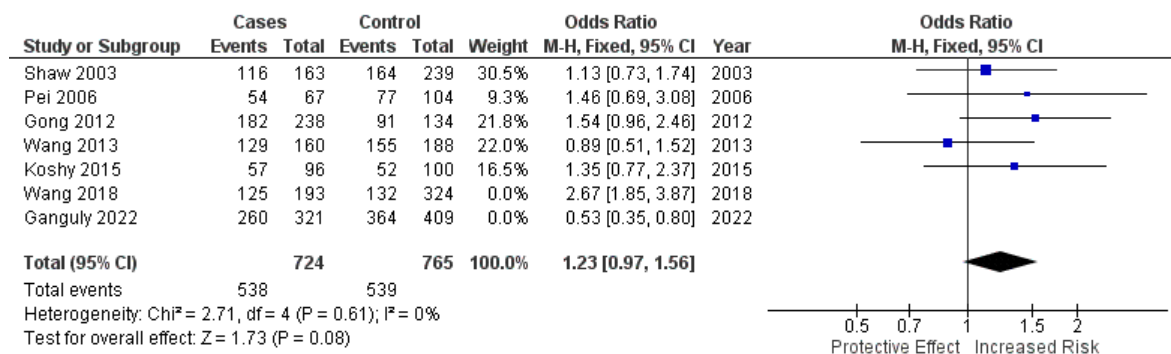 Cases Control Odds Ratio Odds Ratio
Study or Subgroup Events Total Events Total Weight M-H, Fixed, 95% CI Year M-H, Fixed, 95% CI
Shaw 2003 116 163 164 239 30.5% 1.13 [0.73, 1.74] 2003
Pei 2006 54 67 77 104 9.3% 1.46 [0.69, 3.08] 2006
Gong 2012 182 238 91 134 21.8% 1.54 [0.96, 2.46] 2012
Wang 2013 129 160 155 188 22.0% 0.89 [0.51, 1.52] 2013
Koshy 2015 57 96 52 100 16.5% 1.35 [0.77, 2.37] 2015
Wang 2018 125 193 132 324 0.0% 2.67 [1.85, 3.87] 2018
Ganguly 2022 260 321 364 409 0.0% 0.53 [0.35, 0.80] 2022
Total (95% CI) 724 765 100.0% 1.23 [0.97, 1.56]
Total events 538 539
Heterogeneity: Chi² = 2.71, df = 4 (P = 0.61); I² = 0%
Test for overall effect: Z = 1.73 (P = 0.08)
0.5 0.7 1 1.5 2
Protective Effect Increased Risk